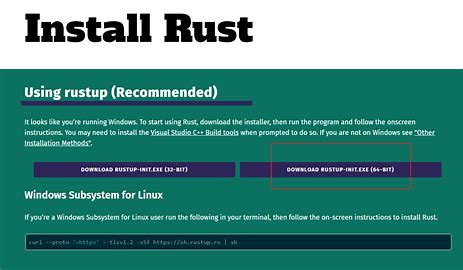 Install Rust
Using rustup (Recommended)
It looks like you're running Windows. To start using Rust, download the installer, then run the program and follow the onscreen
instructions. You may need to install the Visual Studio C++ Build tools when prompted to do so. If you are not on Windows see "Other
Installation Methods".
DOWNLOAD RUSTUP-INIT.EXE (32-BIT)
DOWNLOAD RUSTUP-INIT.EXE (64-BIT)
Windows Subsystem for Linux
If you're a Windows Subsystem for Linux user run the following in your terminal, then follow the on-screen instructions to install Rust.
curl --proto '=https' --tlsv1.2 -sSf https://sh.rustup.rs | sh